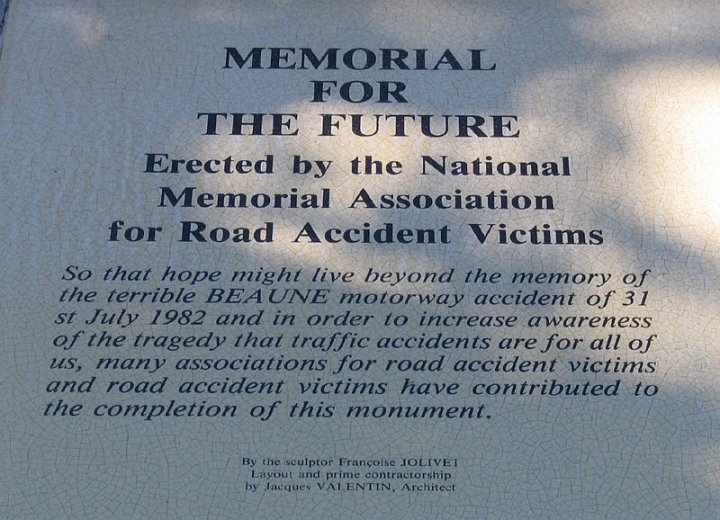 MEMORIAL
FOR
THE FUTURE
Erected by the National
Memorial Association
for Road Accident Victims
So that hope might live beyond the memory of
the terrible BEAUNE motorway accident of 31
st July 1982 and in order to increase awareness
of the tragedy that traffic accidents are for all of
us, many associations for road accident victims
and road accident victims have contributed to
the completion of this monument.
By the sculptor Françoise JOLIVET
Layout and prime contractorship
by Jacques VALENTIN, Architect